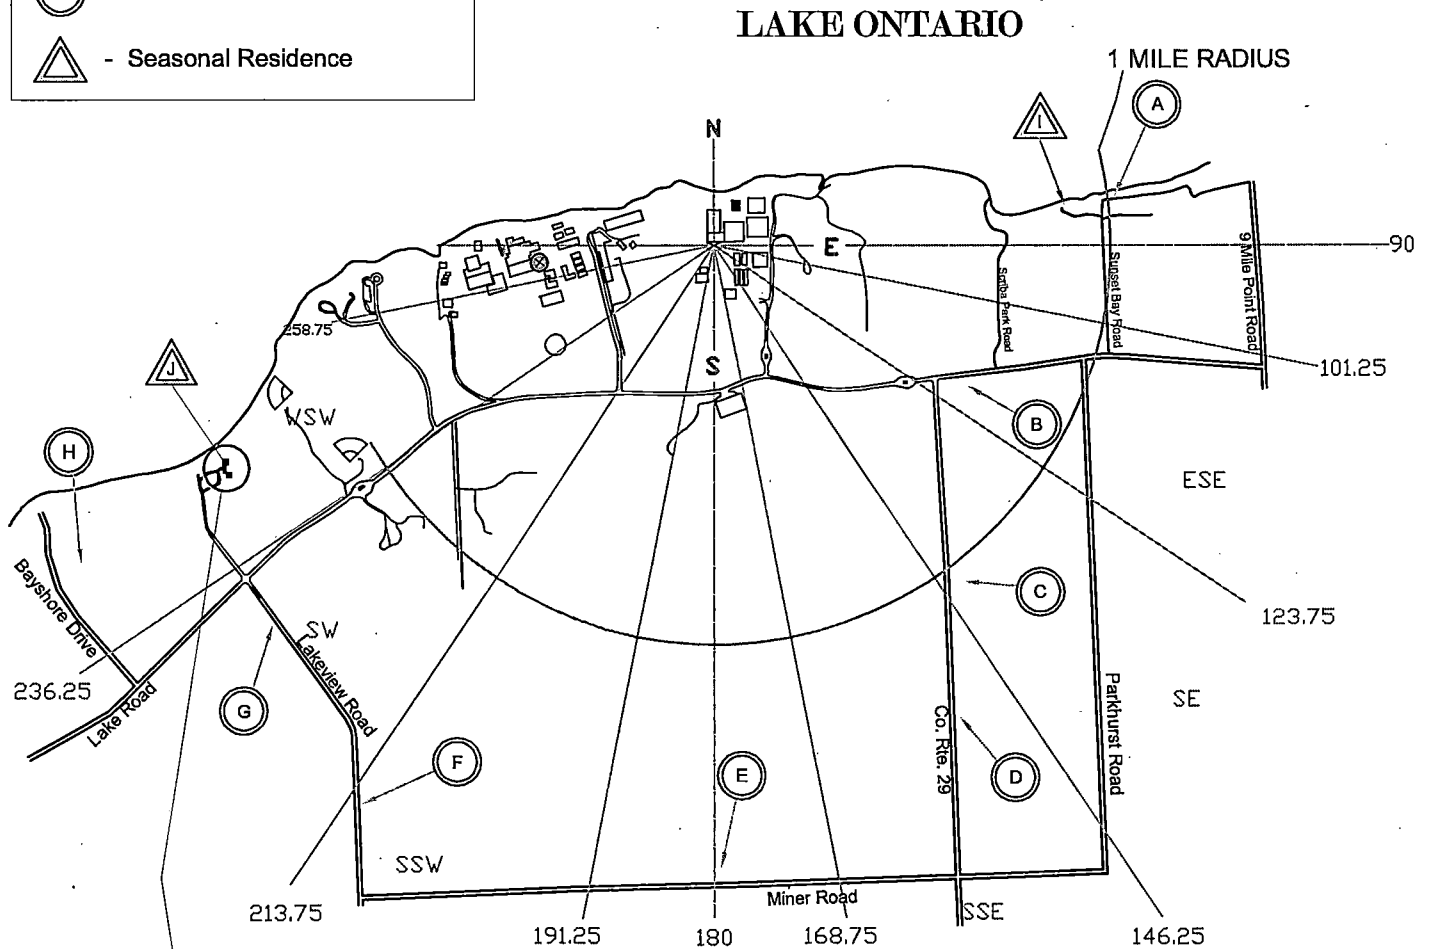 LAKE ONTARIO
- Seasonal Residence
1 MILE RADIUS
A
I
N
E
90
Scriba Park Road
Sunset Bay Road
9 Mile Point Road
258.75
S
101.25
J
WSW
B
H
ESE
C
Bayshore Drive
123.75
SW
236.25
Lakeview Road
Lake Road
G
SE
Parkhurst Road
Co. Rte. 29
F
E
D
SSW
Miner Road
213.75
SSE
191.25
180
168.75
146.25